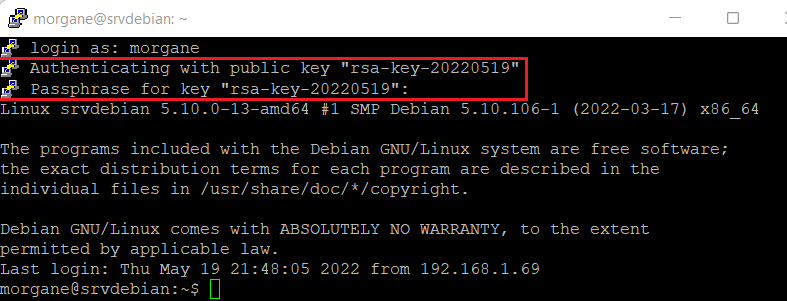 morgane@srvdebian: ~
login as: morgane
Authenticating with public key "rsa-key-20220519"
Passphrase for key "rsa-key-20220519":
Linux srvdebian 5.10.0-13-amd64 #1 SMP Debian 5.10.106-1 (2022-03-17) x86_64
The programs included with the Debian GNU/Linux system are free software;
the exact distribution terms for each program are described in the
individual files in /usr/share/doc/*/copyright.
Debian GNU/Linux comes with ABSOLUTELY NO WARRANTY, to the extent
permitted by applicable law.
Last login: Thu May 19 21:48:05 2022 from 192.168.1.69
morgane@srvdebian:~$